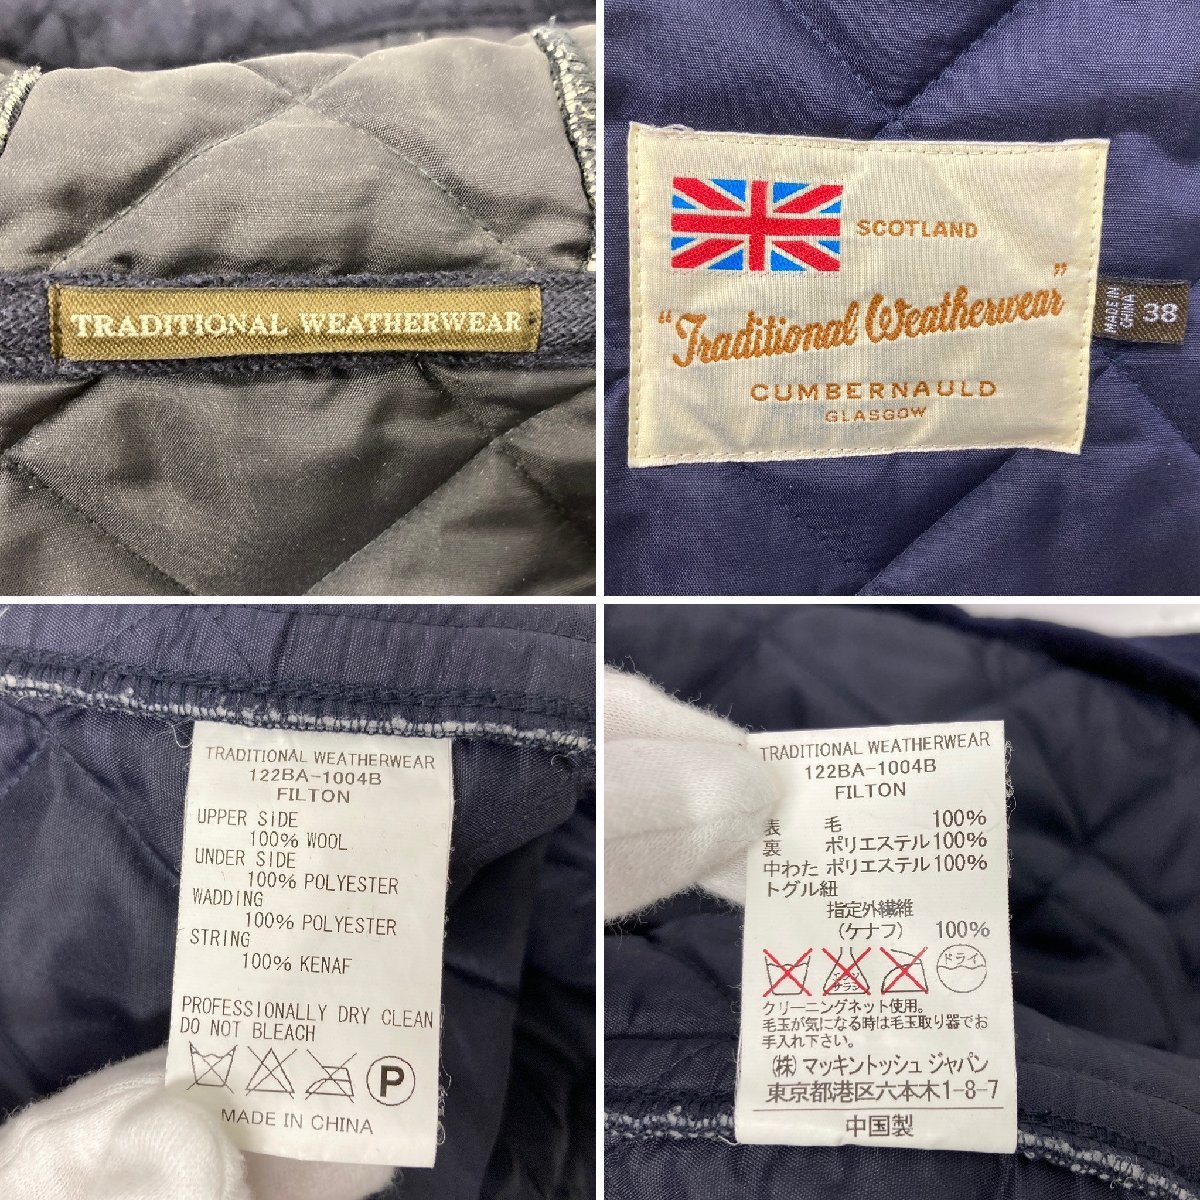 TRADITIONAL WEATHERWEAR
SCOTLAND
"Traditional Weatherwear"
CUMBERNAULD
GLASGOW
MADE IN
CHINA
38
TRADITIONAL WEATHERWEAR
122BA-1004B
FILTON
UPPER SIDE
100% WOOL
UNDER SIDE
100% POLYESTER
WADDING
100% POLYESTER
STRING
100% KENAF
PROFESSIONALLY DRY CLEAN
DO NOT BLEACH
P
MADE IN CHINA
TRADITIONAL WEATHERWEAR
122BA-1004B
FILTON
表 毛 100%
裏 ポリエステル100%
中わた ポリエステル100%
トグル紐
指定外繊維
(ケナフ) 100%
ドライ
クリーニングネット使用。
毛玉が気になる時は毛玉取り器でお
手入れ下さい。
(株)マッキントッシュ ジャパン
東京都港区六本木1-8-7
中国製